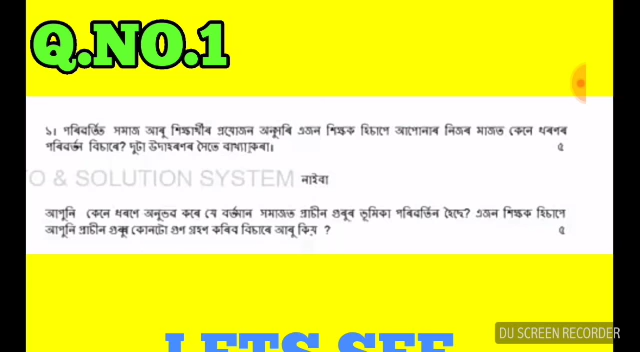 Q.NO.1
১। পৰিবৰ্তিত সমাজ আৰু শিক্ষাৰ্থীৰ প্ৰয়োজন অনুসৰি এজন শিক্ষক হিচাপে আপোনাৰ নিজৰ মাজত কেনে ধৰণৰ
পৰিবৰ্তন বিচাৰে? দুটা উদাহৰণৰ সৈতে ব্যাখ্যা কৰা। ৫
O & SOLUTION SYSTEM নাইবা
আপুনি কেনে ধৰণে অনুভৱ কৰে যে বৰ্তমান সমাজত প্ৰাচীন গুৰুৰ ভূমিকা পৰিবৰ্তিন হৈছে? এজন শিক্ষক হিচাপে
আপুনি প্ৰাচীন গুৰুৰ কোনটো গুণ গ্ৰহণ কৰিব বিচাৰে আৰু কিয় ? ৫
LETS SEE
DU SCREEN RECORDER